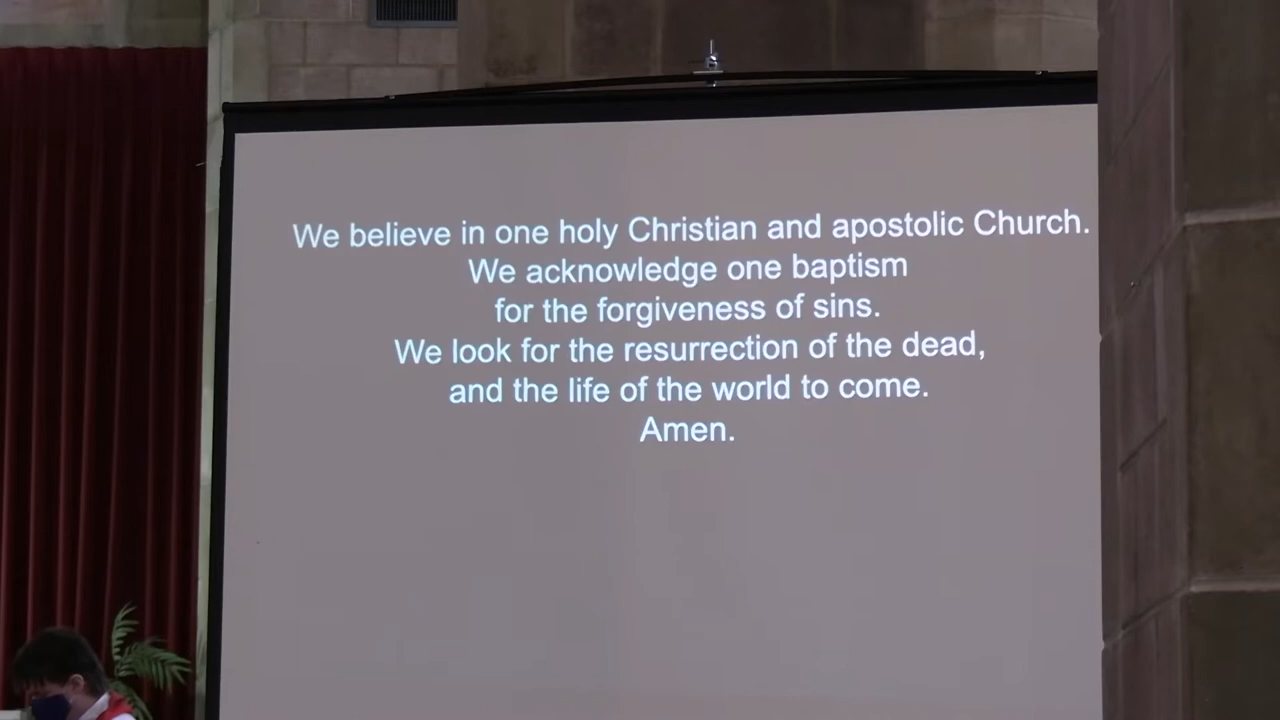 We believe in one holy Christian and apostolic Church.
We acknowledge one baptism
for the forgiveness of sins.
We look for the resurrection of the dead,
and the life of the world to come.
Amen.